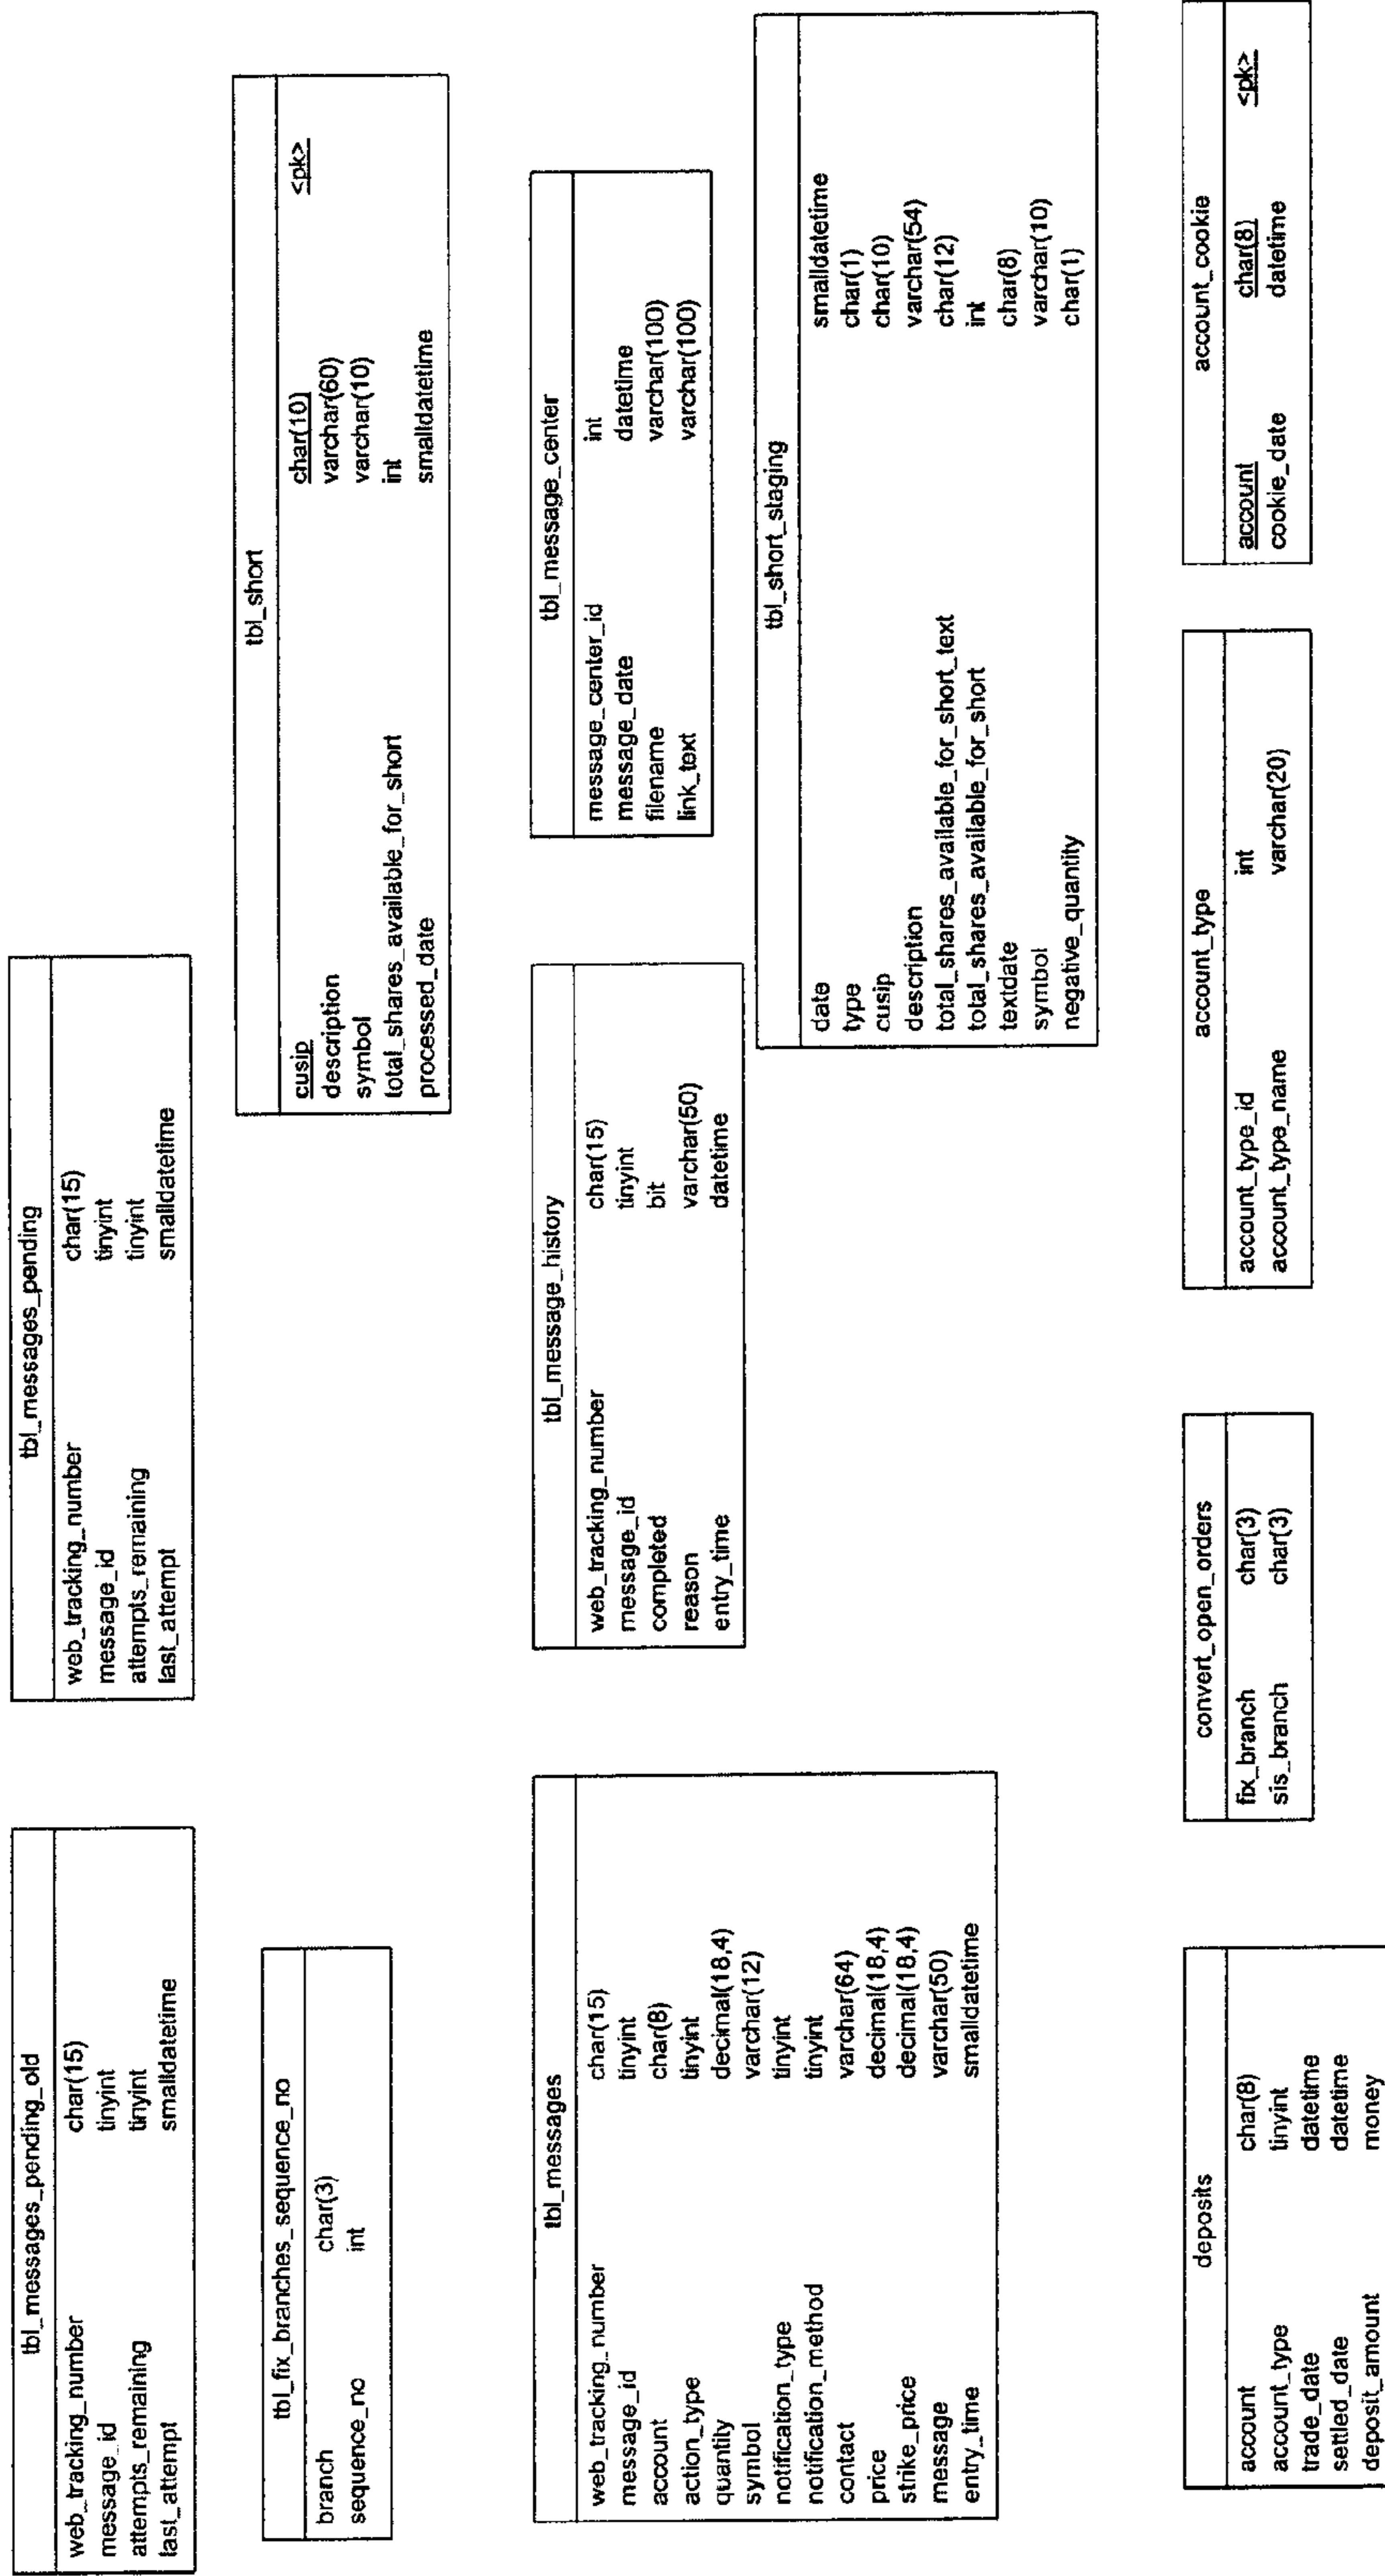 tbl_messages_pending_old
web_tracking_number char(15)
message_id tinyint
attempts_remaining tinyint
last_attempt smalldatetime
tbl_messages_pending
web_tracking_number char(15)
message_id tinyint
attempts_remaining tinyint
last_attempt smalldatetime
tbl_fix_branches_sequence_no
branch char(3)
sequence_no int
tbl_short
cusip char(10) <pk>
description varchar(60)
symbol varchar(10)
total_shares_available_for_short int
processed_date smalldatetime
tbl_messages
web_tracking_number char(15)
message_id tinyint
account char(8)
action_type tinyint
quantity decimal(18,4)
symbol varchar(12)
notification_type tinyint
notification_method tinyint
contact varchar(64)
price decimal(18,4)
strike_price decimal(18,4)
message varchar(50)
entry_time smalldatetime
tbl_message_history
web_tracking_number char(15)
message_id tinyint
completed bit
reason varchar(50)
entry_time datetime
tbl_message_center
message_center_id int
message_date datetime
filename varchar(100)
link_text varchar(100)
tbl_short_staging
date smalldatetime
type char(1)
cusip char(10)
description varchar(54)
total_shares_available_for_short_text char(12)
total_shares_available_for_short int
textdate char(8)
symbol varchar(10)
negative_quantity char(1)
deposits
account char(8)
account_type tinyint
trade_date datetime
settled_date datetime
deposit_amount money
convert_open_orders
fix_branch char(3)
sis_branch char(3)
account_type
account_type_id int
account_type_name varchar(20)
account_cookie
account char(8) <pk>
cookie_date datetime